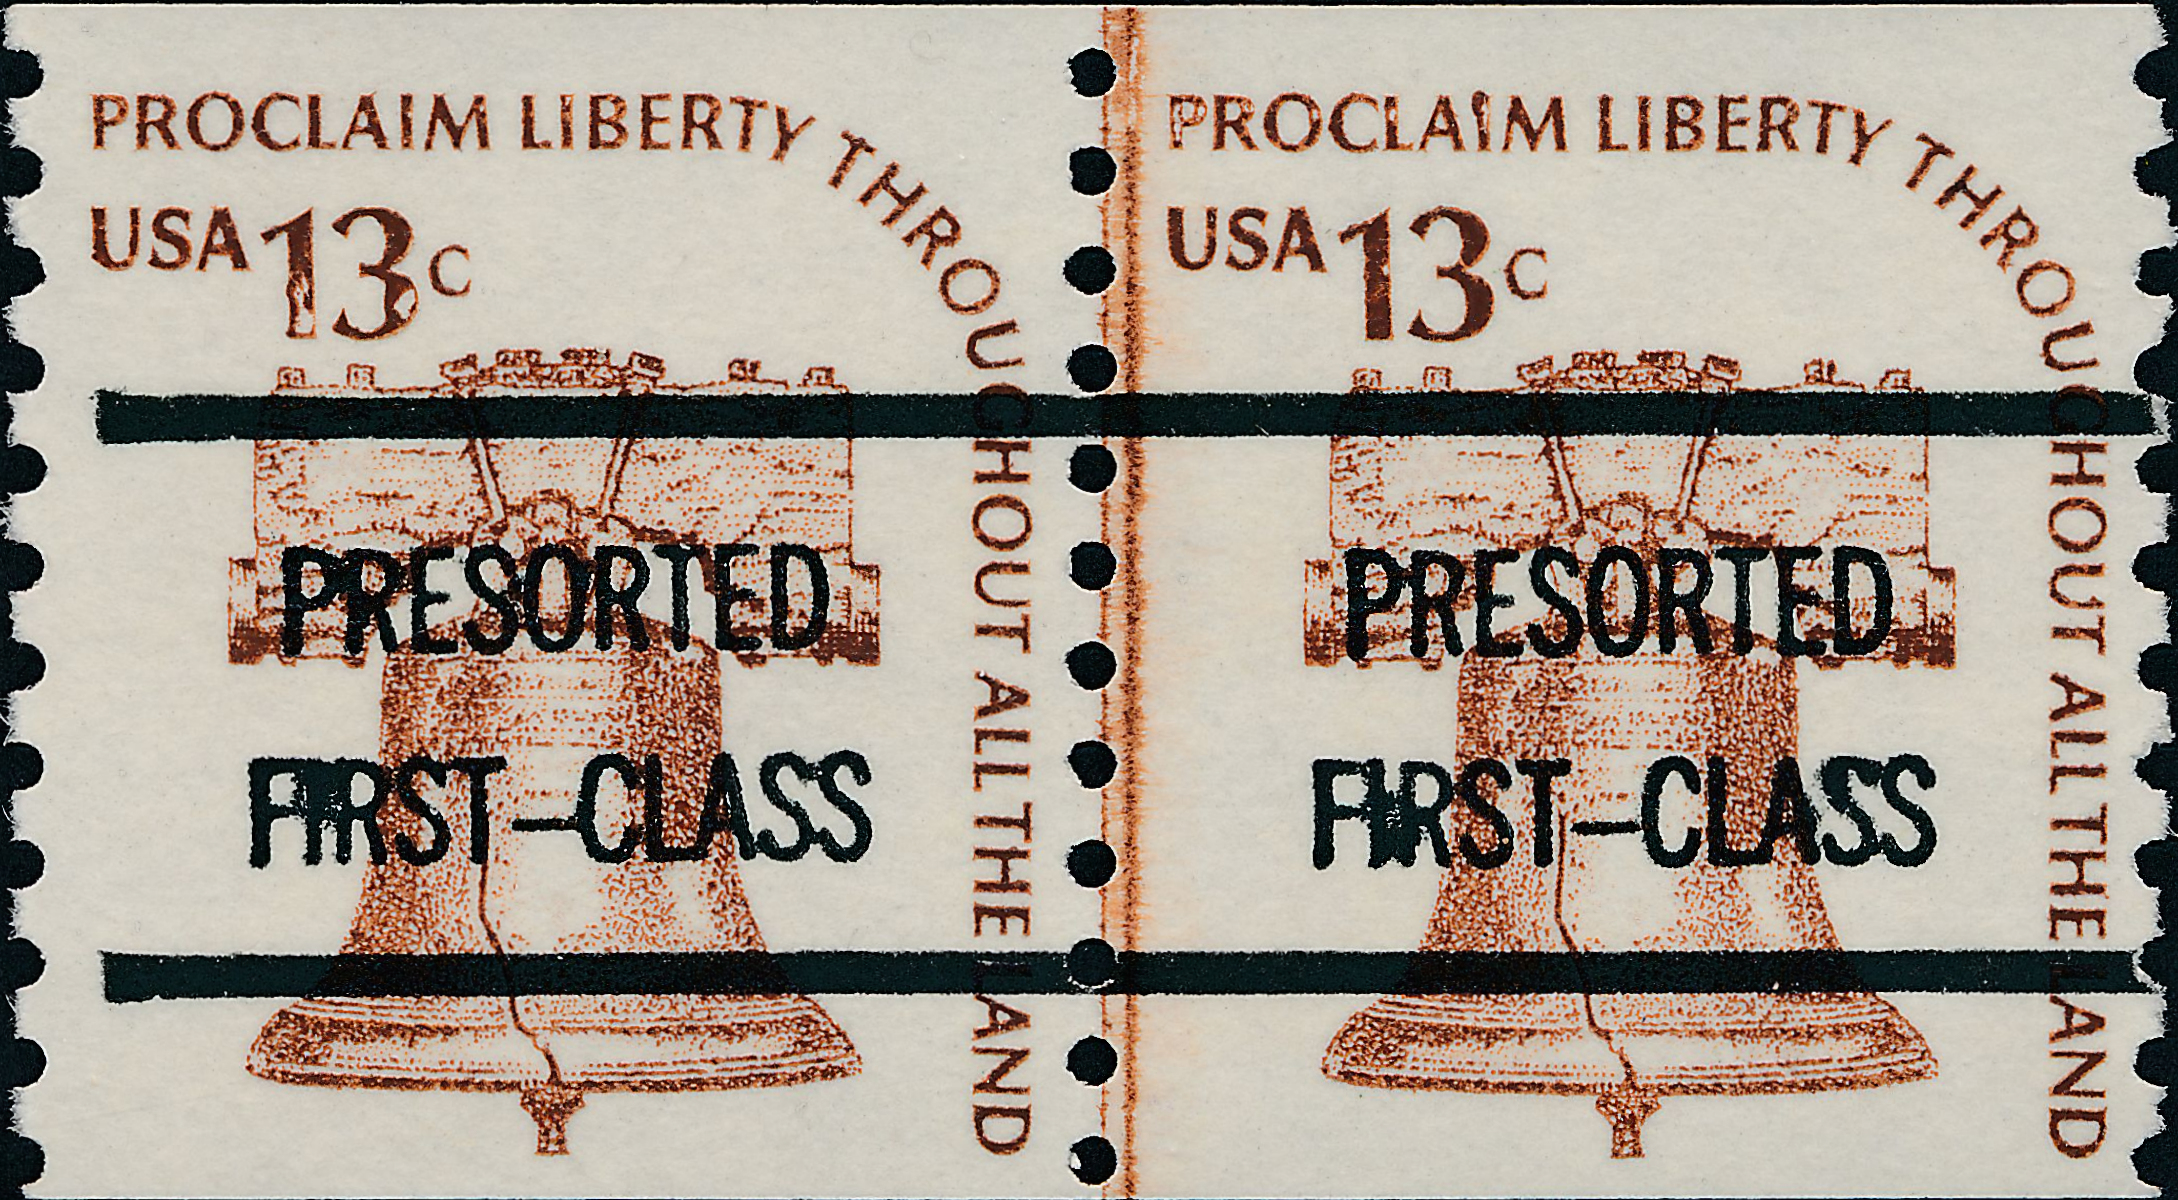 PROCLAIM LIBERTY THROUGHOUT ALL THE LAND
USA 13c
PRESORTED
FIRST-CLASS
PROCLAIM LIBERTY THROUGHOUT ALL THE LAND
USA 13c
PRESORTED
FIRST-CLASS